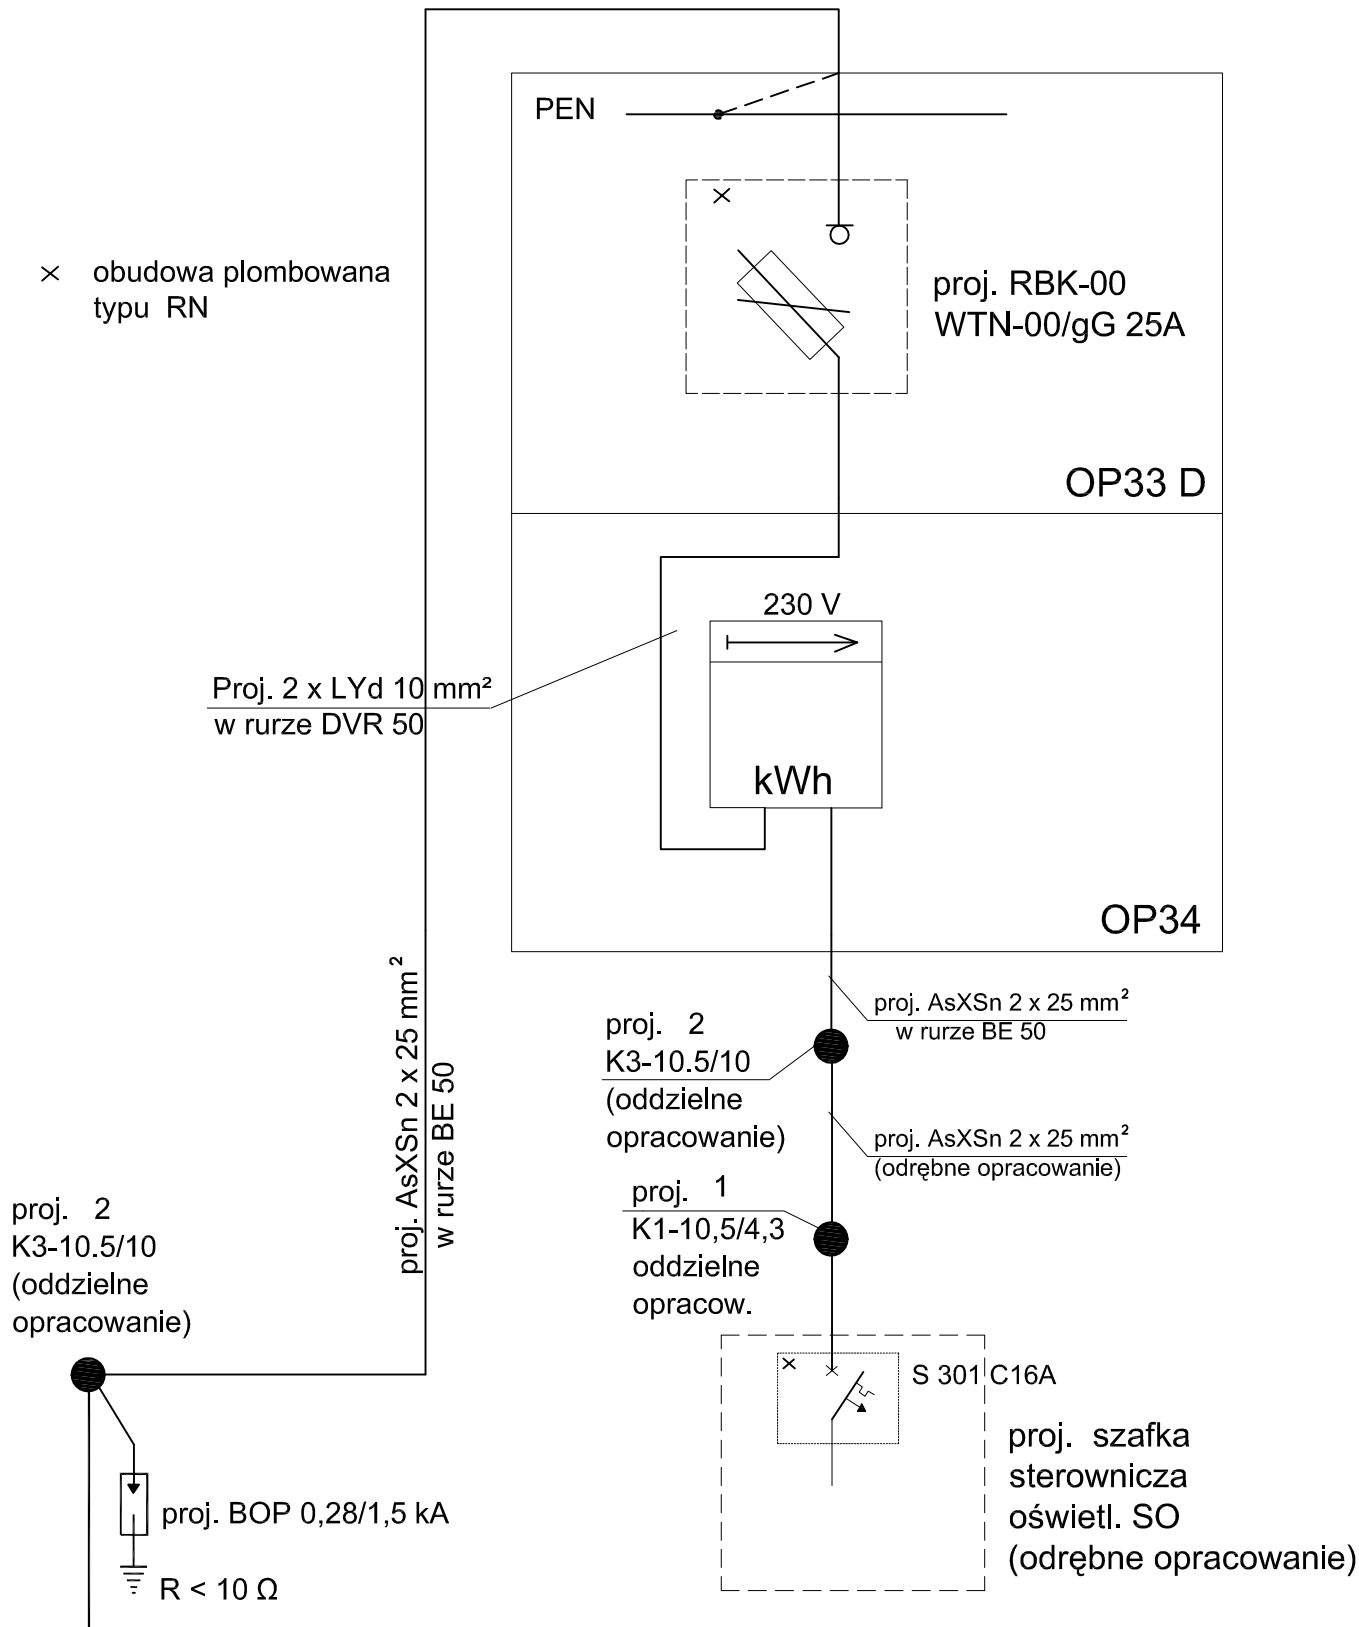 PEN
× obudowa plombowana
typu RN
proj. RBK-00
WTN-00/gG 25A
OP33 D
230 V
Proj. 2 x LYd 10 mm²
w rurze DVR 50
kWh
OP34
proj. AsXSn 2 x 25 mm²
w rurze BE 50
proj. AsXSn 2 x 25 mm²
w rurze BE 50
proj. 2
K3-10.5/10
(oddzielne
opracowanie)
proj. AsXSn 2 x 25 mm²
(odrębne opracowanie)
proj. 1
K1-10,5/4,3
oddzielne
opracow.
proj. 2
K3-10.5/10
(oddzielne
opracowanie)
S 301 C16A
proj. szafka
sterownicza
oświetl. SO
(odrębne opracowanie)
proj. BOP 0,28/1,5 kA
R < 10 Ω